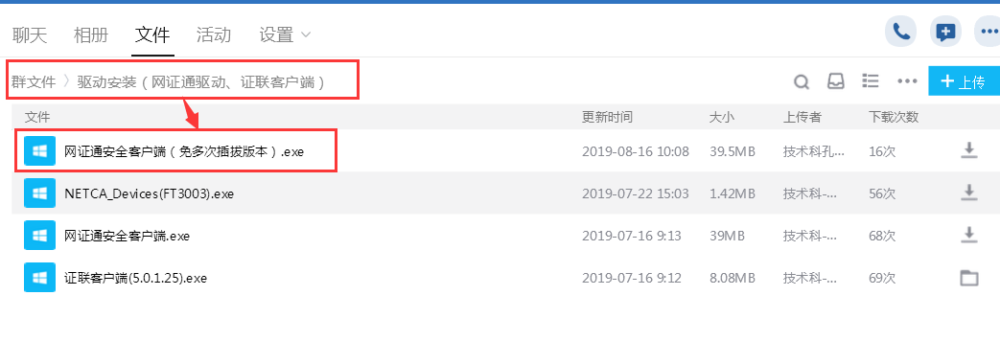 聊天 相册 文件 活动 设置
群文件 〉驱动安装（网证通驱动、证联客户端）
上传
文件 更新时间 大小 上传者 下载次数
网证通安全客户端（免多次插拔版本）.exe 2019-08-16 10:08 39.5MB 技术科孔... 16次
NETCA_Devices(FT3003).exe 2019-07-22 15:03 1.42MB 技术科-... 56次
网证通安全客户端.exe 2019-07-16 9:13 39MB 技术科-... 68次
证联客户端(5.0.1.25).exe 2019-07-16 9:12 8.08MB 技术科-... 69次